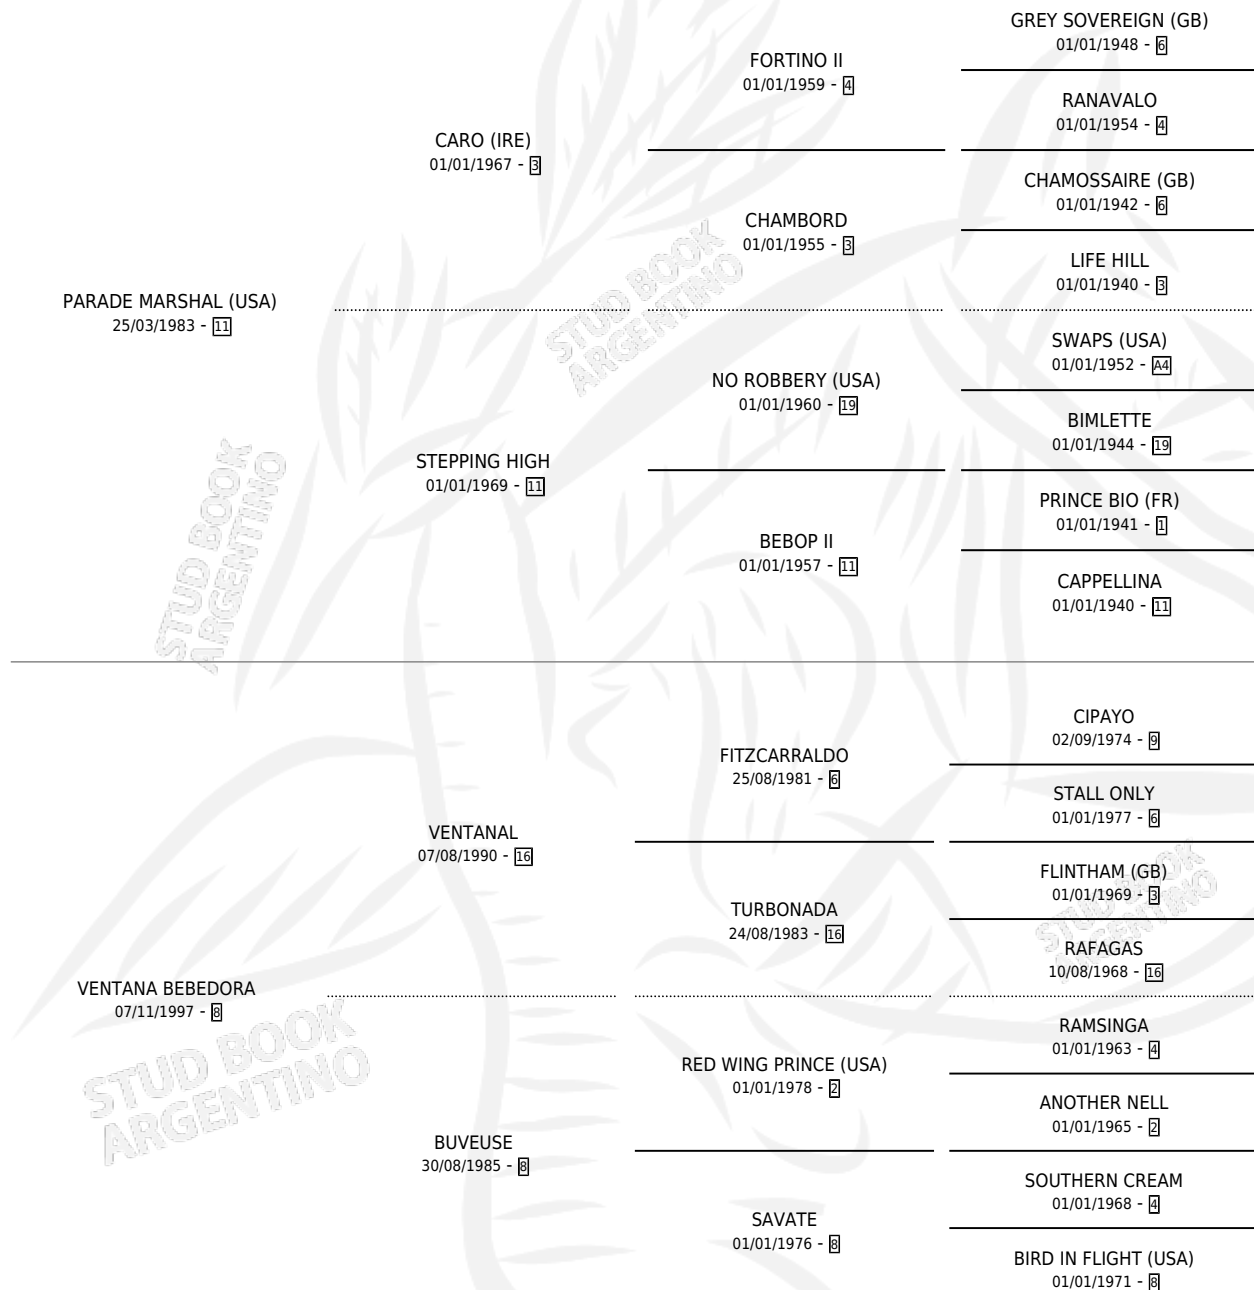 GREY SOVEREIGN (GB)
01/01/1948 - 6
FORTINO II
01/01/1959 - 4
RANAVALO
01/01/1954 - 4
CARO (IRE)
01/01/1967 - 3
CHAMOSSAIRE (GB)
01/01/1942 - 6
CHAMBORD
01/01/1955 - 3
LIFE HILL
01/01/1940 - 3
PARADE MARSHAL (USA)
25/03/1983 - 11
SWAPS (USA)
01/01/1952 - A4
NO ROBBERY (USA)
01/01/1960 - 19
BIMLETTE
01/01/1944 - 19
STEPPING HIGH
01/01/1969 - 11
PRINCE BIO (FR)
01/01/1941 - 1
BEBOP II
01/01/1957 - 11
CAPPELLINA
01/01/1940 - 11
CIPAYO
02/09/1974 - 9
FITZCARRALDO
25/08/1981 - 6
STALL ONLY
01/01/1977 - 6
VENTANAL
07/08/1990 - 16
FLINTHAM (GB)
01/01/1969 - 3
TURBONADA
24/08/1983 - 16
RAFAGAS
10/08/1968 - 16
VENTANA BEBEDORA
07/11/1997 - 8
RAMSINGA
01/01/1963 - 4
RED WING PRINCE (USA)
01/01/1978 - 2
ANOTHER NELL
01/01/1965 - 2
BUVEUSE
30/08/1985 - 8
SOUTHERN CREAM
01/01/1968 - 4
SAVATE
01/01/1976 - 8
BIRD IN FLIGHT (USA)
01/01/1971 - 8
STUD BOOK
ARGENTINO
STUD BOOK
ARGENTINO
STUD BOOK
ARGENTINO
STUD BOOK
ARGENTINO